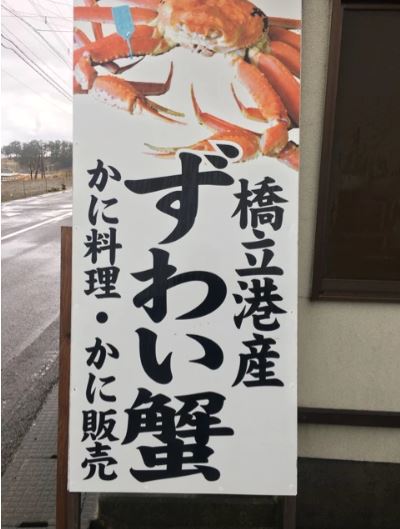 橋立港産
ずわい蟹
かに料理・かに販売